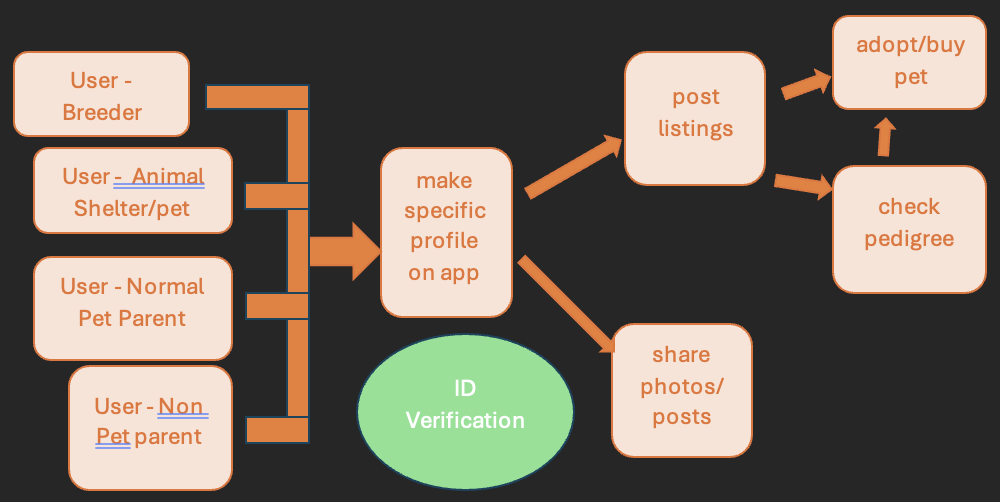 User -
Breeder
User - Animal
Shelter/pet
User - Normal
Pet Parent
User - Non
Pet parent
make
specific
profile
on app
ID
Verification
post
listings
share
photos/
posts
adopt/buy
pet
check
pedigree